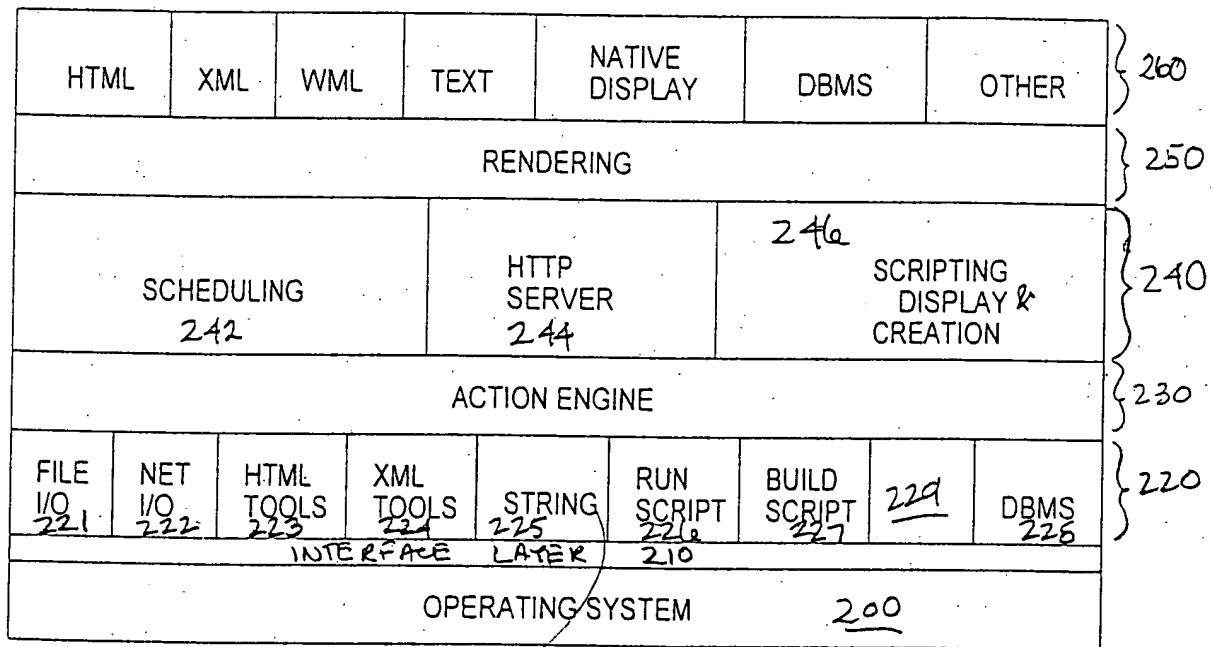 HTML XML WML TEXT NATIVE DISPLAY DBMS OTHER 260
RENDERING 250
SCHEDULING 242
HTTP SERVER 244
246 SCRIPTING DISPLAY & CREATION
240
ACTION ENGINE 230
FILE I/O 221
NET I/O 222
HTML TOOLS 223
XML TOOLS 224
STRING 225
RUN SCRIPT 226
BUILD SCRIPT 227
229
DBMS 228
220
INTERFACE LAYER 210
OPERATING SYSTEM 200